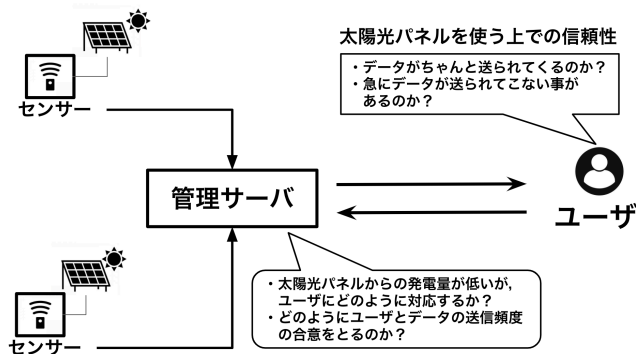 太陽光パネルを使う上での信頼性
・データがちゃんと送られてくるのか?
・急にデータが送られてこない事が
あるのか?
センサー
管理サーバ
ユーザ
・太陽光パネルからの発電量が低いが,
ユーザにどのように対応するか?
・どのようにユーザとデータの送信頻度
の合意をとるのか?
センサー